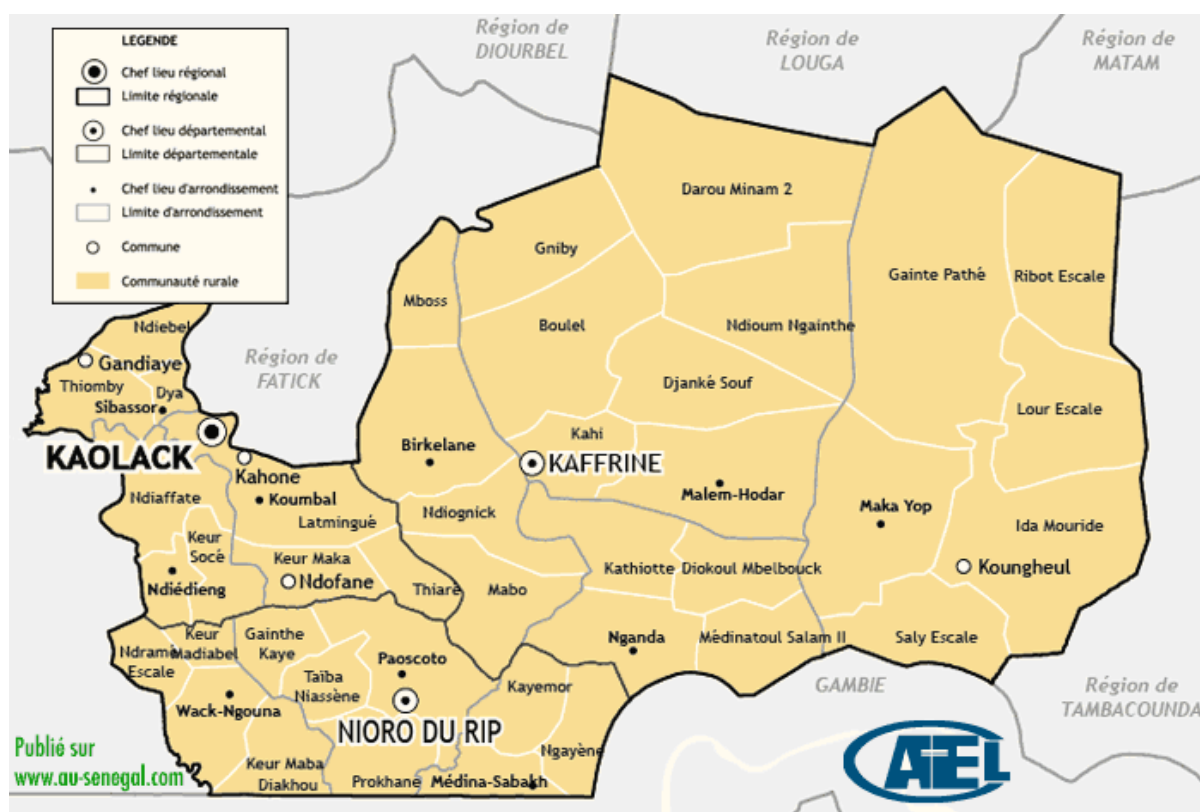 LEGENDE
Chef lieu régional
Limite régionale
Chef lieu départemental
Limite départementale
Chef lieu d'arrondissement
Limite d'arrondissement
Commune
Communauté rurale
Région de
DIOURBEL
Région de
LOUGA
Région de
MATAM
Darou Minam 2
Gniby
Gainte Pathé
Ribot Escale
Mboss
Boulel
Ndioum Ngainthe
Ndiebel
Gandiaye
Région de
FATICK
Thiomby
Dya
Sibassor
Djanké Souf
Lour Escale
KAOLACK
Kahone
Birkelane
Kahi
KAFFRINE
Malem-Hodar
Maka Yop
Ida Mouride
Ndiaffate
Koumbal
Latmingué
Ndiognick
Keur
Socé
Keur Maka
Ndofane
Koungheul
Ndiédieng
Thiaré
Mabo
Kathiotte
Diokoul Mbelbouck
Ndramé
Escale
Keur
Madiabel
Gainthe
Kaye
Paoscoto
Nganda
Médinatoul Salam II
Saly Escale
Taiba
Niassène
Kayemor
GAMBIE
Région de
TAMBACOUNDA
Wack-Ngouna
NIORO DU RIP
Ngayène
Keur Maba
Diakhou
Prokhane
Médina-Sabakh
Publié sur
www.au-senegal.com
AEL